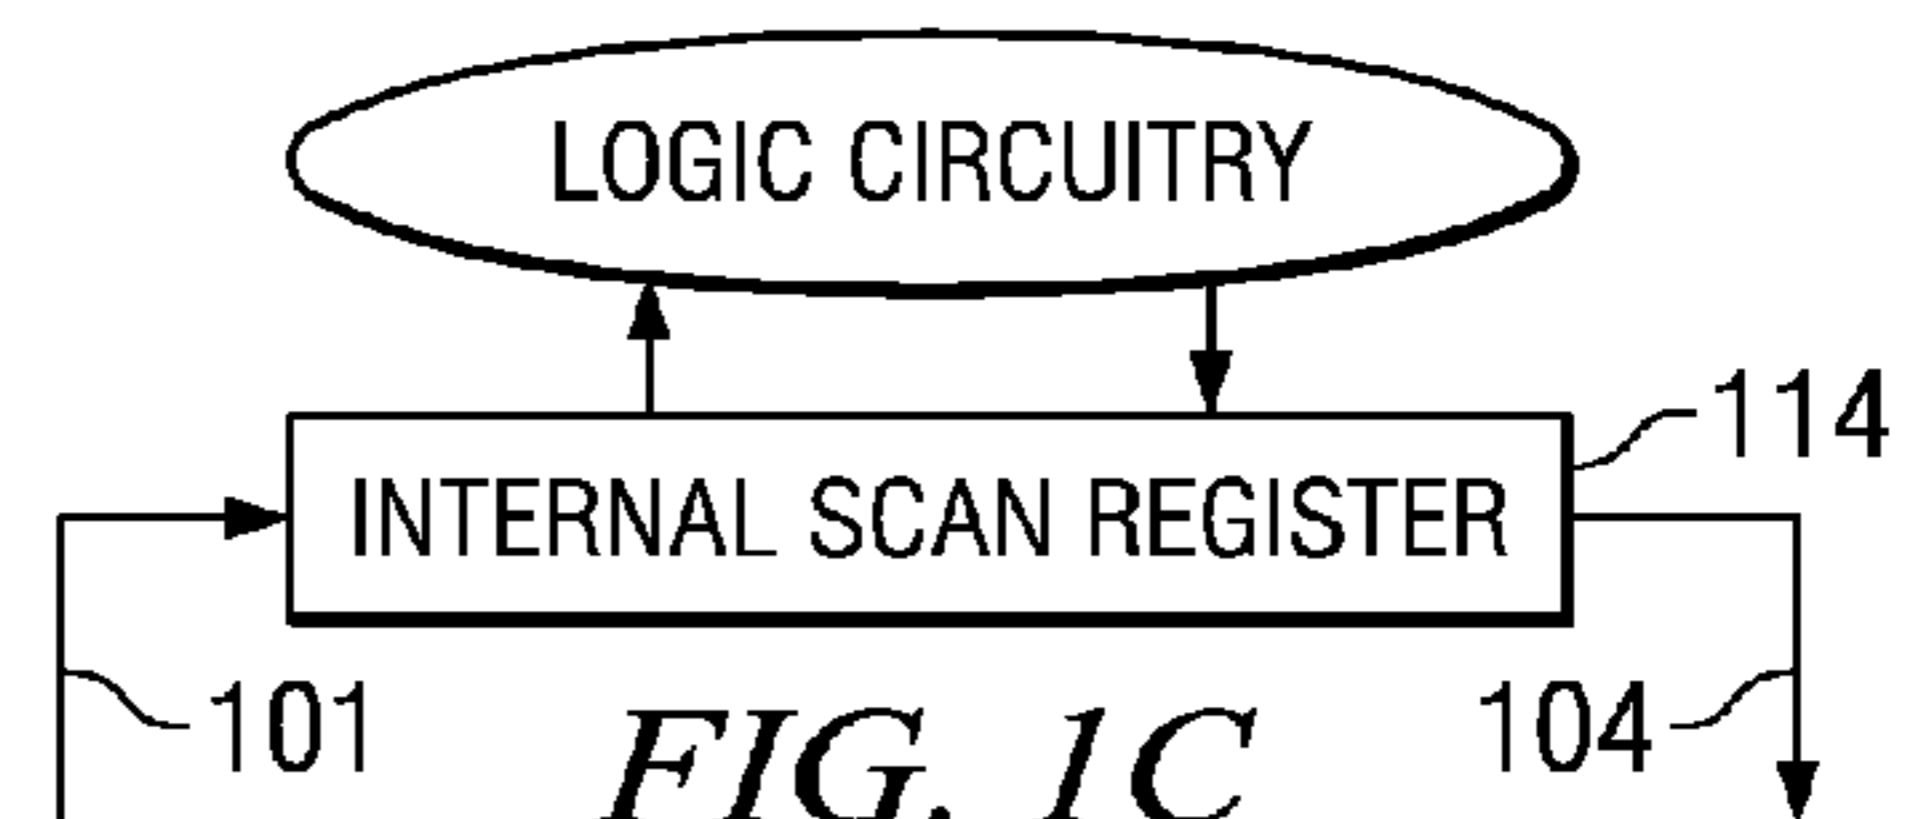 LOGIC CIRCUITRY
114
INTERNAL SCAN REGISTER
101
104
FIG. 1C